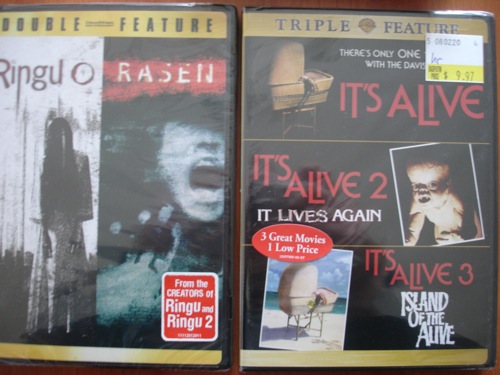 DOUBLE FEATURE
Ringu O
RASEN
From the
CREATORS of
Ringu and
Ringu 2
TRIPLE FEATURE
THERE'S ONLY ONE
WITH THE DAVIS
S 080220 4
$ 9.97
IT'S ALIVE
IT'S
ALIVE 2
IT LIVES AGAIN
3 Great Movies
1 Low Price
IT'S
ALIVE 3
ISLAND
OF THE
ALIVE